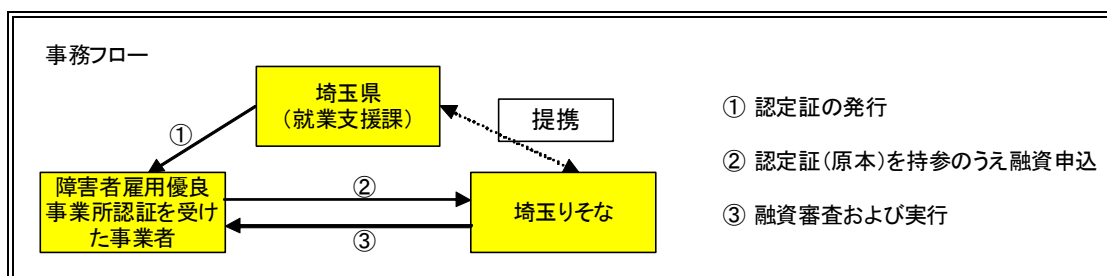 事務フロー
埼玉県
（就業支援課）
提携
①
障害者雇用優良
事業所認証を受け
た事業者
②
③
埼玉りそな
① 認定証の発行
② 認定証（原本）を持参のうえ融資申込
③ 融資審査および実行